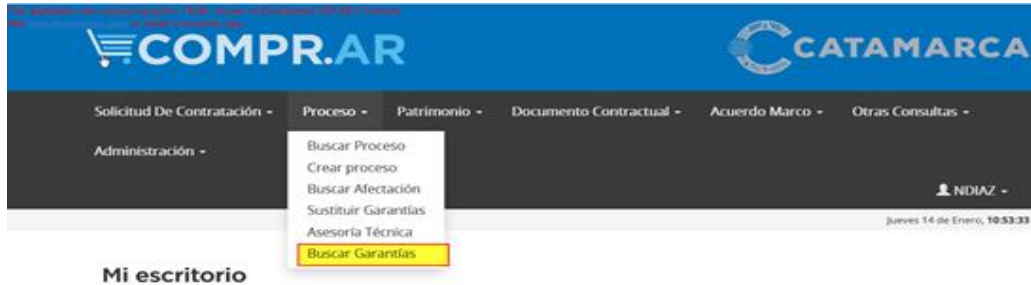 COMPR.AR
CATAMARCA
Solicitud De Contratación
Proceso
Patrimonio
Documento Contractual
Acuerdo Marco
Otras Consultas
Administración
Buscar Proceso
Crear proceso
Buscar Afectación
Sustituir Garantías
Asesoría Técnica
Buscar Garantías
NDIAZ
Jueves 14 de Enero, 10:53:33
Mi escritorio